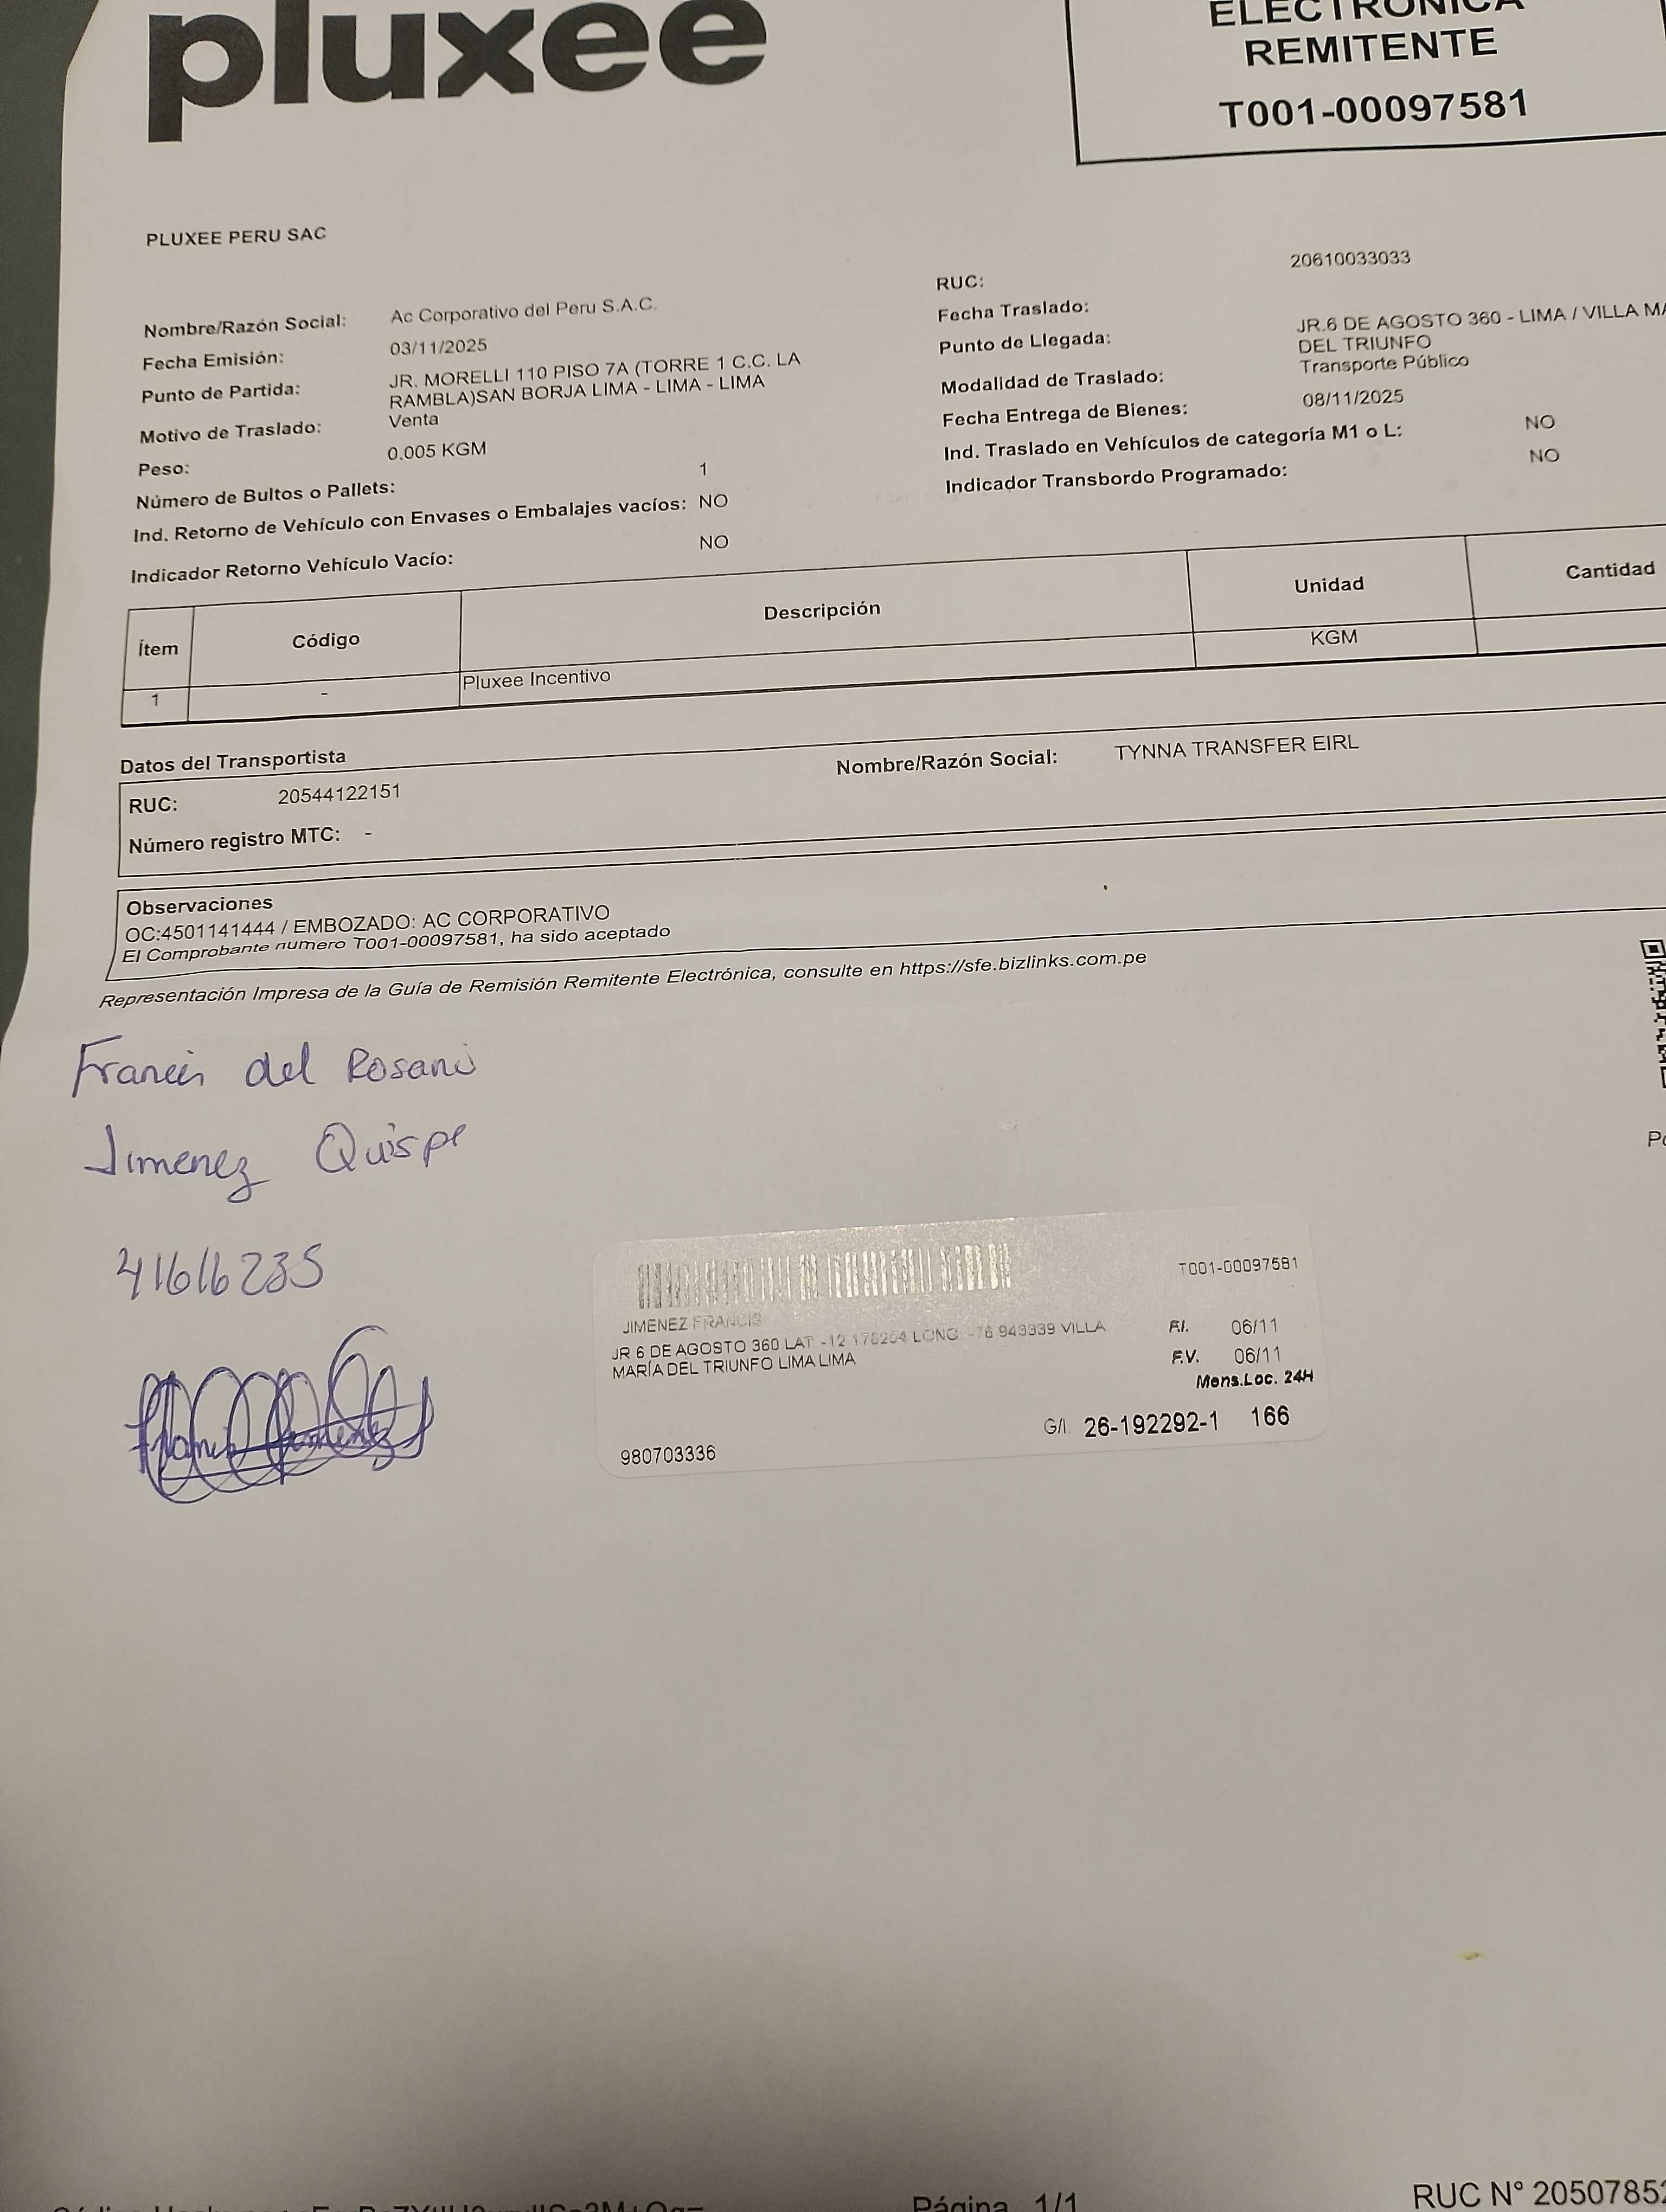 pluxee
ELECTRÓNICA
REMITENTE
T001-00097581
PLUXEE PERU SAC
Nombre/Razón Social: Ac Corporativo del Peru S.A.C.
Fecha Emisión: 03/11/2025
Punto de Partida: JR. MORELLI 110 PISO 7A (TORRE 1 C.C. LA
RAMBLA)SAN BORJA LIMA - LIMA - LIMA
Motivo de Traslado: Venta
Peso: 0.005 KGM
Número de Bultos o Pallets: 1
Ind. Retorno de Vehículo con Envases o Embalajes vacíos: NO
Indicador Retorno Vehículo Vacío: NO
RUC: 20610033033
Fecha Traslado:
Punto de Llegada: JR.6 DE AGOSTO 360 - LIMA / VILLA
DEL TRIUNFO
Modalidad de Traslado: Transporte Público
Fecha Entrega de Bienes: 08/11/2025
Ind. Traslado en Vehículos de categoría M1 o L: NO
Indicador Transbordo Programado: NO
Ítem Código Descripción Unidad Cantidad
1 - Pluxee Incentivo KGM
Datos del Transportista
RUC: 20544122151 Nombre/Razón Social: TYNNA TRANSFER EIRL
Número registro MTC: -
Observaciones
OC:4501141444 / EMBOZADO: AC CORPORATIVO
El Comprobante numero T001-00097581, ha sido aceptado
Representación Impresa de la Guía de Remisión Remitente Electrónica, consulte en https://sfe.bizlinks.com.pe
Francis del Rosario
Jimenez Quispe
41616235
T001-00097581
JIMENEZ FRANCIS
JR 6 DE AGOSTO 360 LAT: -12.178264 LONG: -76.943339 VILLA
MARÍA DEL TRIUNFO LIMA LIMA
F.I. 06/11
F.V. 06/11
Mens.Loc. 24H
G/I. 26-192292-1 166
980703336
Página 1/1
RUC N° 20507852